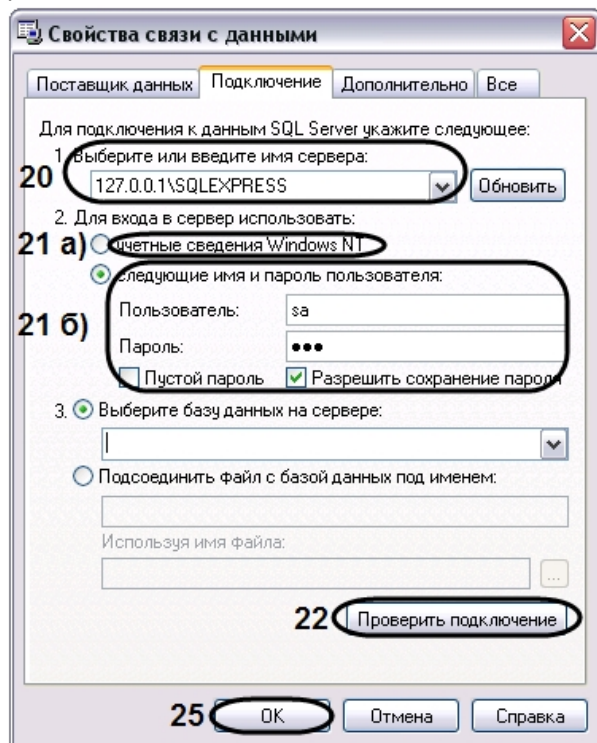 Свойства связи с данными
Поставщик данных Подключение Дополнительно Все
Для подключения к данным SQL Server укажите следующее:
1. Выберите или введите имя сервера:
20 127.0.0.1\SQLEXPRESS Обновить
2. Для входа в сервер использовать:
21 а) учетные сведения Windows NT
следующие имя и пароль пользователя:
21 б) Пользователь: sa
Пароль: •••
Пустой пароль Разрешить сохранение пароля
3. Выберите базу данных на сервере:
Подсоединить файл с базой данных под именем:
Используя имя файла:
...
22 Проверить подключение
25 OK Отмена Справка